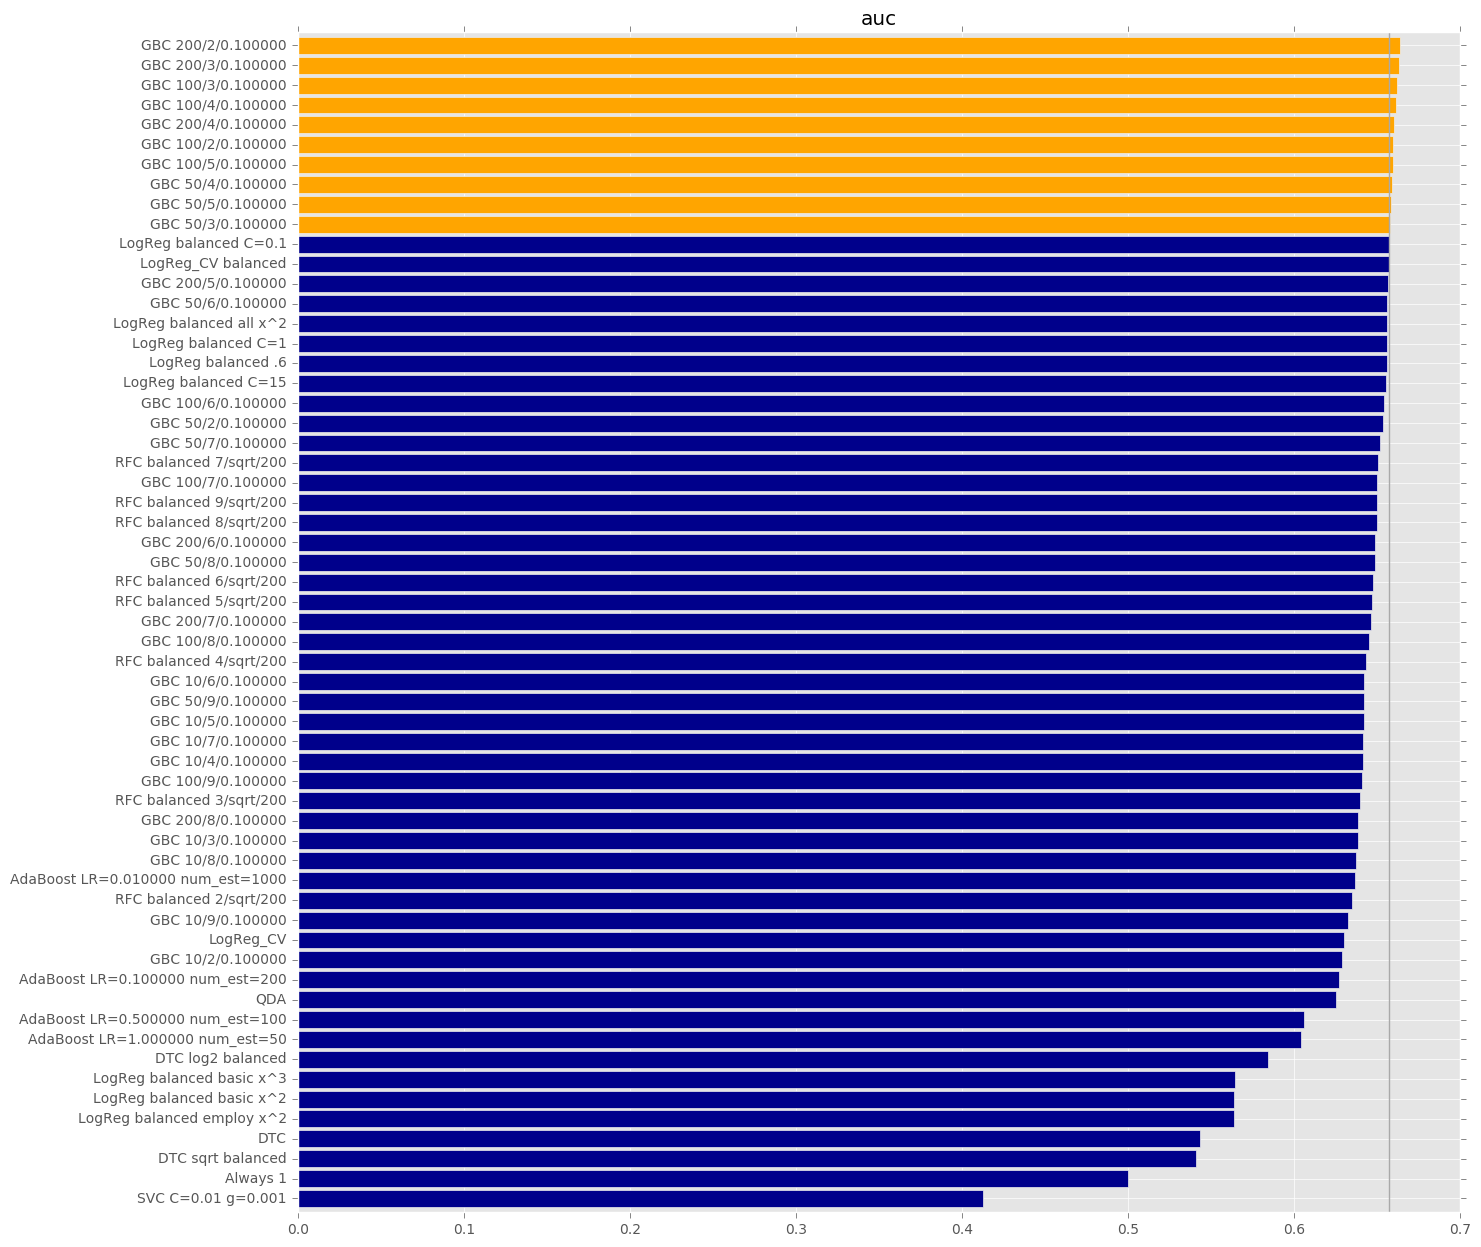 auc
GBC 200/2/0.100000
GBC 200/3/0.100000
GBC 100/3/0.100000
GBC 100/4/0.100000
GBC 200/4/0.100000
GBC 100/2/0.100000
GBC 100/5/0.100000
GBC 50/4/0.100000
GBC 50/5/0.100000
GBC 50/3/0.100000
LogReg balanced C=0.1
LogReg_CV balanced
GBC 200/5/0.100000
GBC 50/6/0.100000
LogReg balanced all x^2
LogReg balanced C=1
LogReg balanced .6
LogReg balanced C=15
GBC 100/6/0.100000
GBC 50/2/0.100000
GBC 50/7/0.100000
RFC balanced 7/sqrt/200
GBC 100/7/0.100000
RFC balanced 9/sqrt/200
RFC balanced 8/sqrt/200
GBC 200/6/0.100000
GBC 50/8/0.100000
RFC balanced 6/sqrt/200
RFC balanced 5/sqrt/200
GBC 200/7/0.100000
GBC 100/8/0.100000
RFC balanced 4/sqrt/200
GBC 10/6/0.100000
GBC 50/9/0.100000
GBC 10/5/0.100000
GBC 10/7/0.100000
GBC 10/4/0.100000
GBC 100/9/0.100000
RFC balanced 3/sqrt/200
GBC 200/8/0.100000
GBC 10/3/0.100000
GBC 10/8/0.100000
AdaBoost LR=0.010000 num_est=1000
RFC balanced 2/sqrt/200
GBC 10/9/0.100000
LogReg_CV
GBC 10/2/0.100000
AdaBoost LR=0.100000 num_est=200
QDA
AdaBoost LR=0.500000 num_est=100
AdaBoost LR=1.000000 num_est=50
DTC log2 balanced
LogReg balanced basic x^3
LogReg balanced basic x^2
LogReg balanced employ x^2
DTC
DTC sqrt balanced
Always 1
SVC C=0.01 g=0.001
0.0 0.1 0.2 0.3 0.4 0.5 0.6 0.7